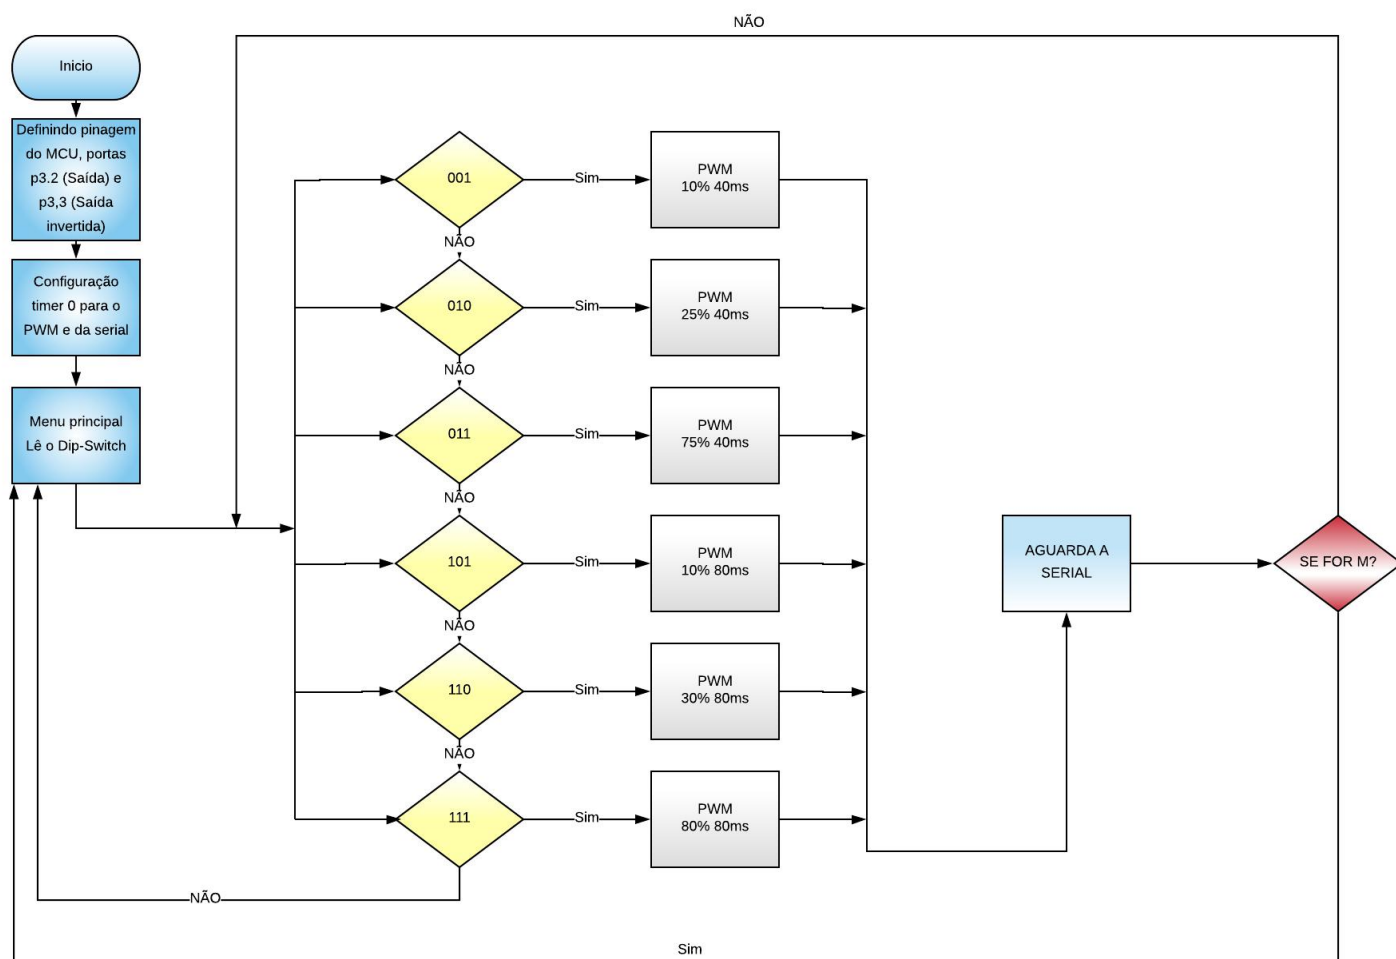 NÃO
Inicio
Definindo pinagem
do MCU, portas
p3.2 (Saída) e
p3,3 (Saída
invertida)
Configuração
timer 0 para o
PWM e da serial
Menu principal
Lê o Dip-Switch
001
Sim
PWM
10% 40ms
NÃO
010
Sim
PWM
25% 40ms
NÃO
011
Sim
PWM
75% 40ms
NÃO
101
Sim
PWM
10% 80ms
NÃO
110
Sim
PWM
30% 80ms
NÃO
111
Sim
PWM
80% 80ms
NÃO
AGUARDA A
SERIAL
SE FOR M?
Sim